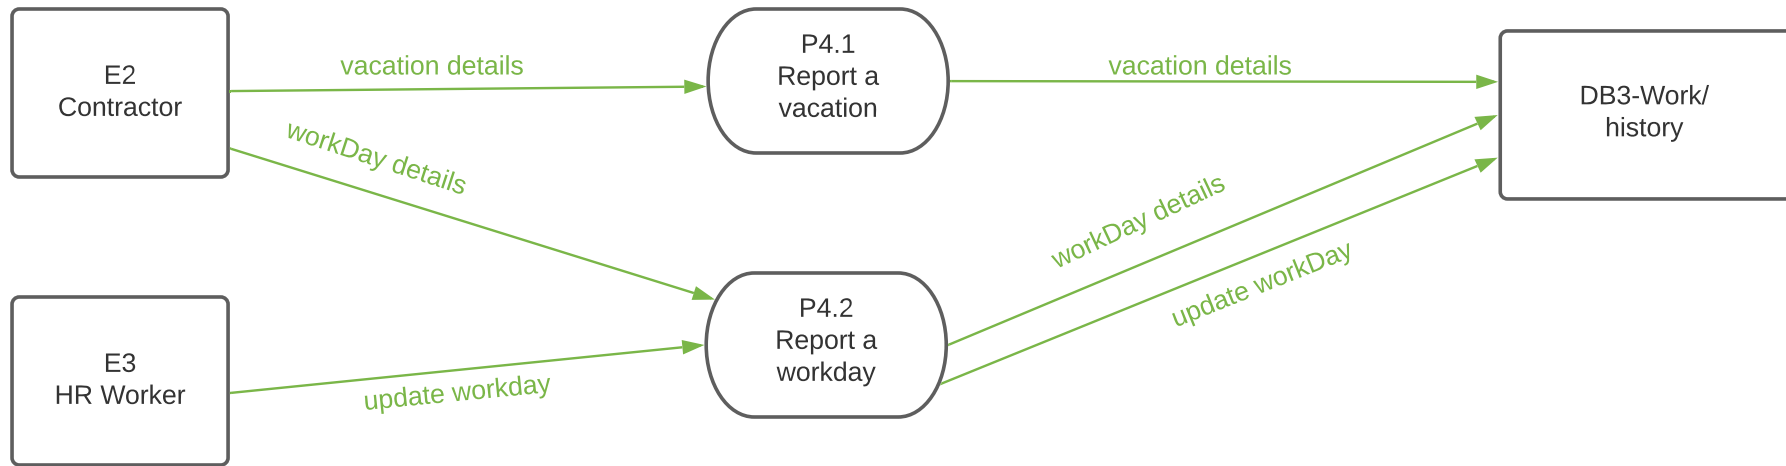 E2
Contractor
vacation details
P4.1
Report a
vacation
vacation details
DB3-Work/
history
workDay details
workDay details
update workDay
E3
HR Worker
update workday
P4.2
Report a
workday